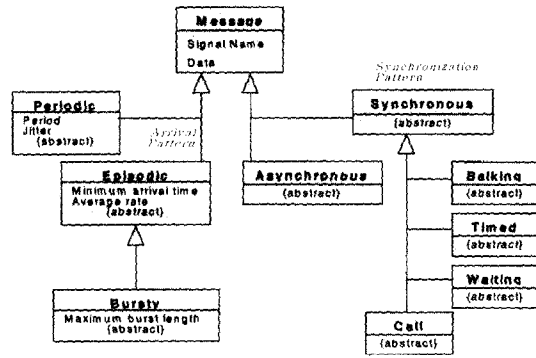 Message
Signal Name
Data
Synchronization
Pattern
Periodic
Period
Jitter
{abstract}
Arrival
Pattern
Synchronous
{abstract}
Episodic
Minimum arrival time
Average rate
{abstract}
Asynchronous
{abstract}
Balking
{abstract}
Timed
{abstract}
Waiting
{abstract}
Bursty
Maximum burst length
{abstract}
Call
{abstract}